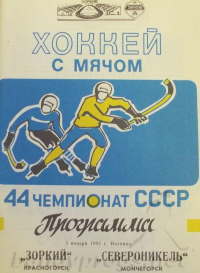 ХОККЕЙ
С МЯЧОМ
44 ЧЕМПИОНАТ СССР
Программа
„ЗОРКИЙ" „СЕВЕРОНИКЕЛЬ"
КРАСНОГОРСК МОНЧЕГОРСК